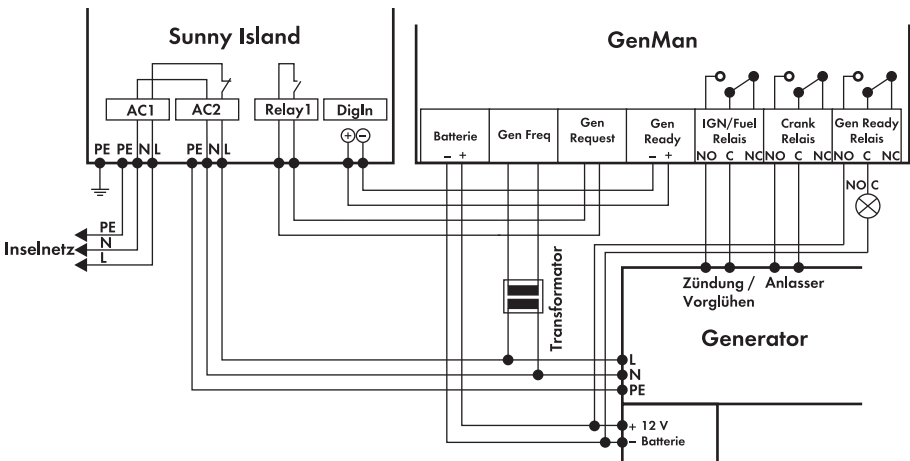 Sunny Island
GenMan
AC1
AC2
Relay1
DigIn
PE PE N L
PE N L
Batterie
− +
Gen Freq
Gen
Request
Gen
Ready
− +
IGN/Fuel
Relais
NO C NC
Crank
Relais
NO C NC
Gen Ready
Relais
NO C NC
NO C
Inselnetz
PE
N
L
Transformator
Zündung /
Vorglühen
Anlasser
Generator
L
N
PE
+ 12 V
− Batterie